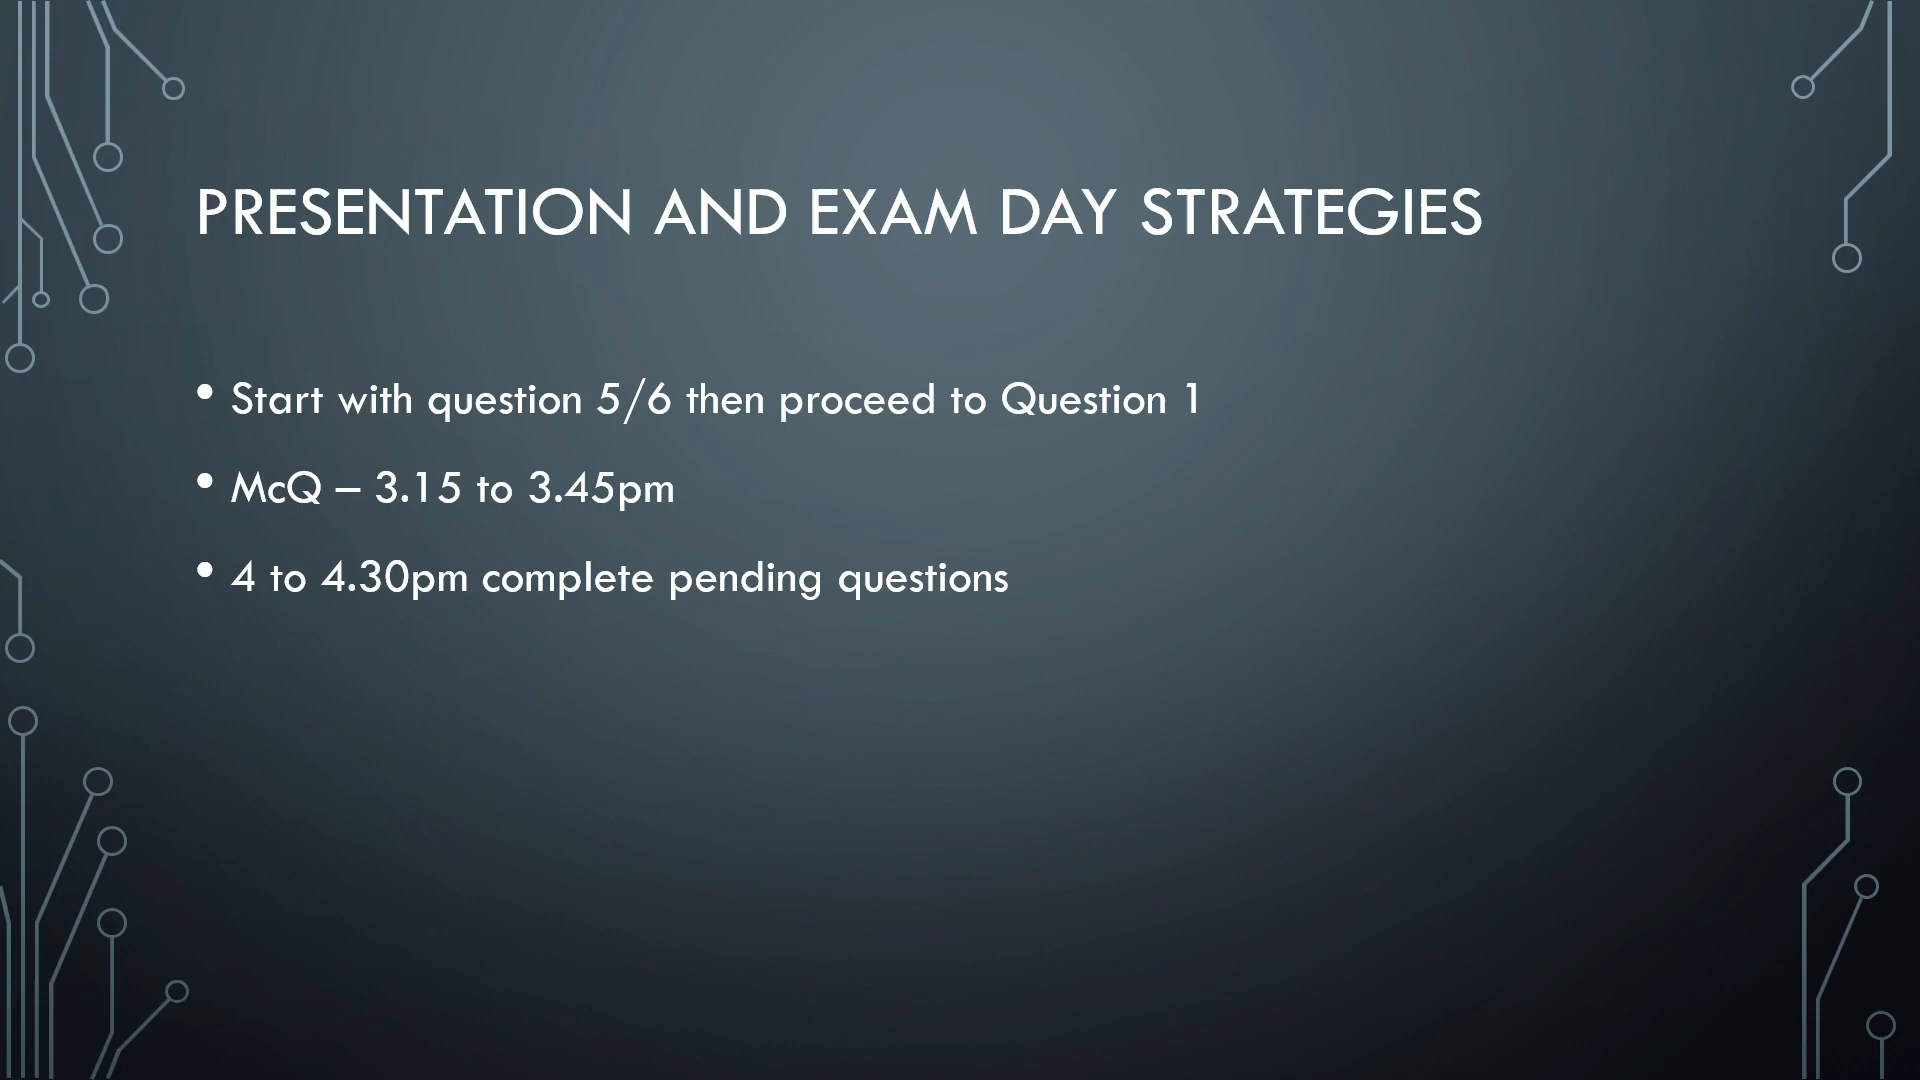 PRESENTATION AND EXAM DAY STRATEGIES
• Start with question 5/6 then proceed to Question 1
• McQ – 3.15 to 3.45pm
• 4 to 4.30pm complete pending questions